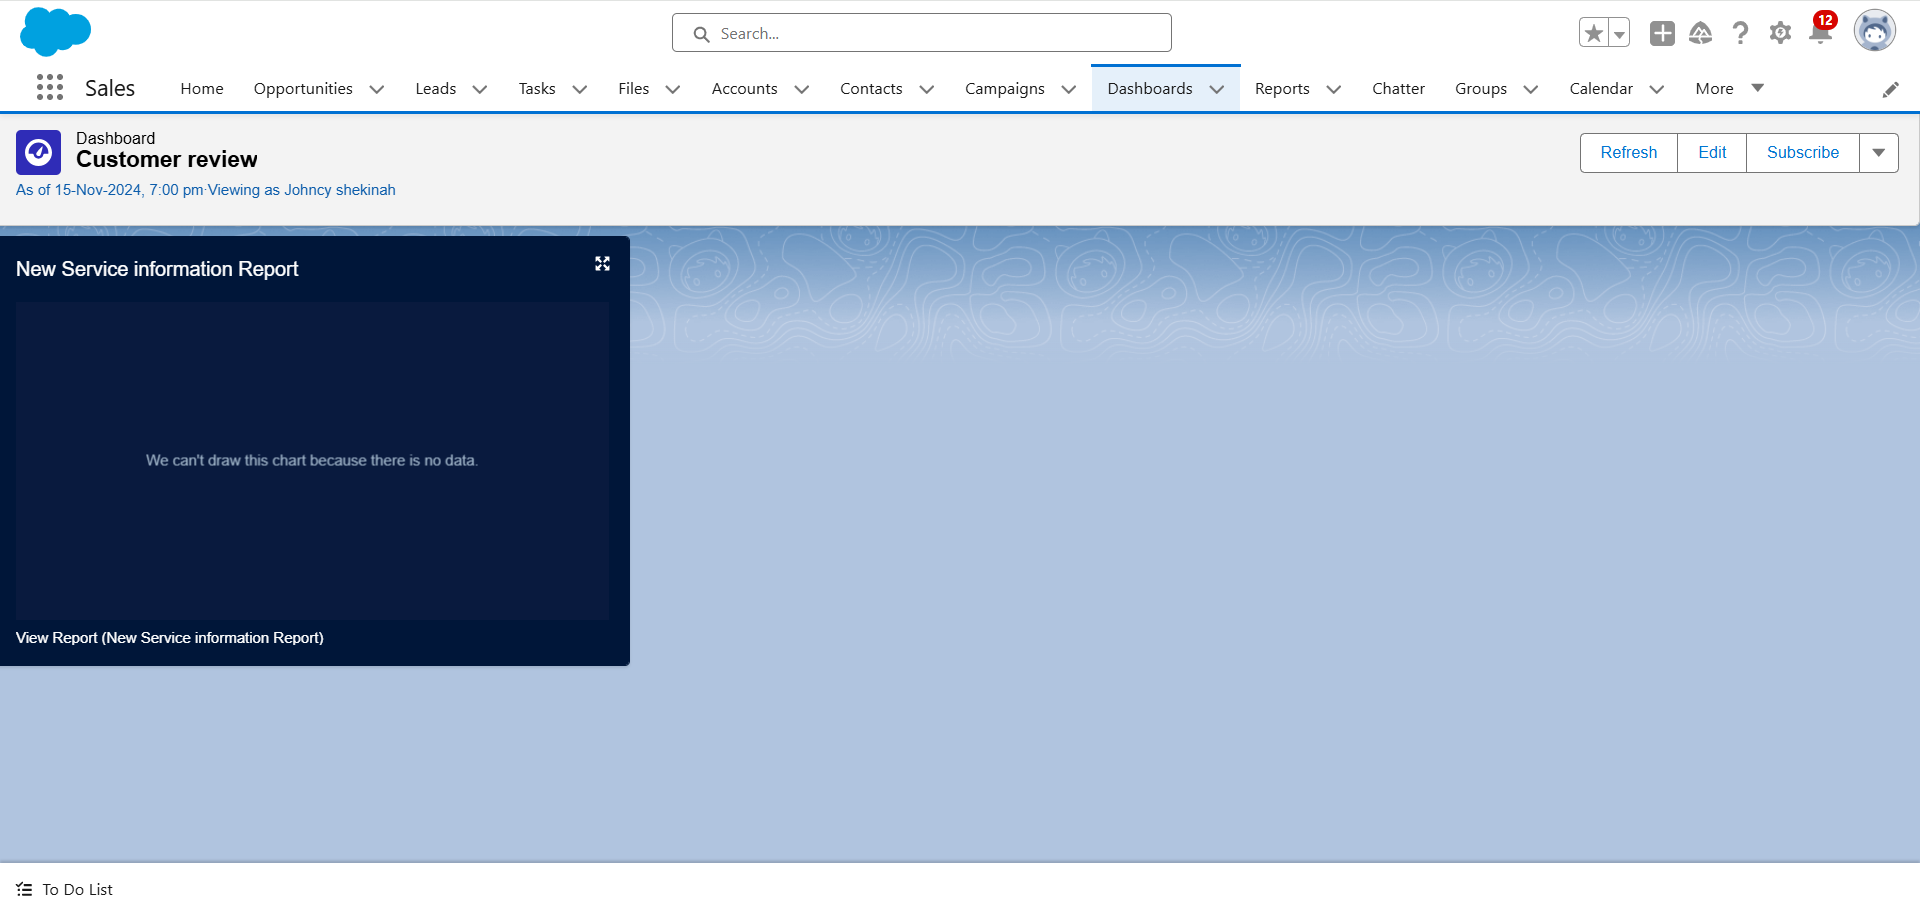 Search...
12
Sales
Home
Opportunities
Leads
Tasks
Files
Accounts
Contacts
Campaigns
Dashboards
Reports
Chatter
Groups
Calendar
More
Dashboard
Customer review
As of 15-Nov-2024, 7:00 pm·Viewing as Johncy shekinah
Refresh
Edit
Subscribe
New Service information Report
We can't draw this chart because there is no data.
View Report (New Service information Report)
To Do List